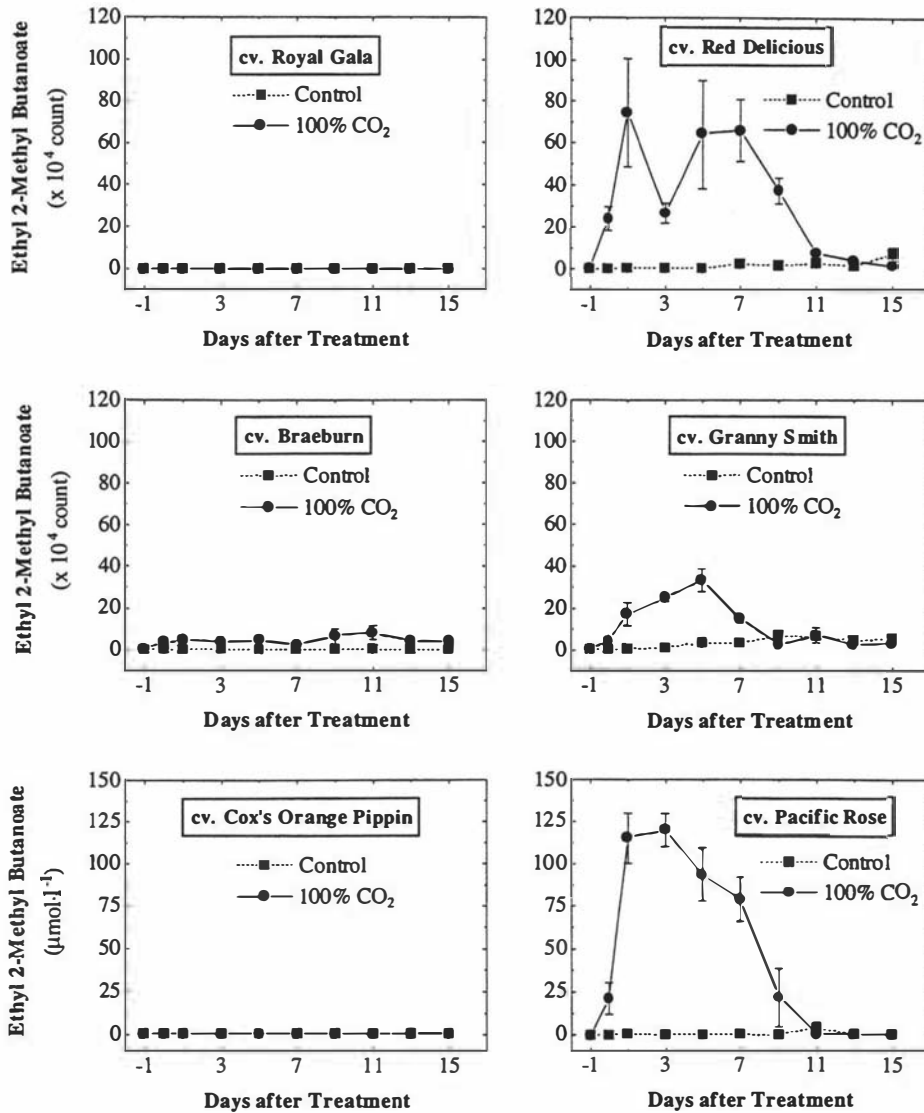 Ethyl 2-Methyl Butanoate
(x 10⁴ count)
120
100
80
60
40
20
0
cv. Royal Gala
Control
100% CO₂
-1 3 7 11 15
Days after Treatment
120
100
80
60
40
20
0
cv. Red Delicious
Control
100% CO₂
-1 3 7 11 15
Days after Treatment
Ethyl 2-Methyl Butanoate
(x 10⁴ count)
120
100
80
60
40
20
0
cv. Braeburn
Control
100% CO₂
-1 3 7 11 15
Days after Treatment
120
100
80
60
40
20
0
cv. Granny Smith
Control
100% CO₂
-1 3 7 11 15
Days after Treatment
Ethyl 2-Methyl Butanoate
(μmol·l⁻¹)
150
125
100
75
50
25
0
cv. Cox's Orange Pippin
Control
100% CO₂
-1 3 7 11 15
Days after Treatment
150
125
100
75
50
25
0
cv. Pacific Rose
Control
100% CO₂
-1 3 7 11 15
Days after Treatment